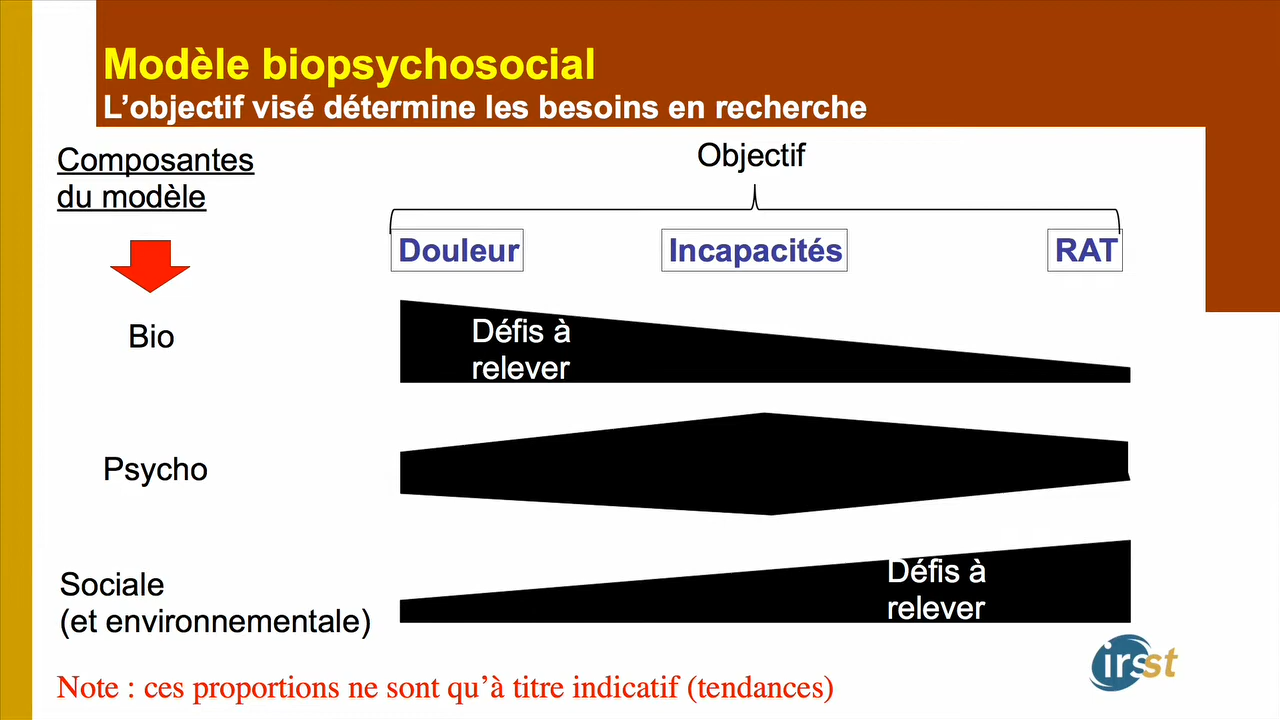 Modèle biopsychosocial
L’objectif visé détermine les besoins en recherche
Composantes
du modèle
Objectif
Douleur
Incapacités
RAT
Bio
Défis à
relever
Psycho
Sociale
(et environnementale)
Défis à
relever
irsst
Note : ces proportions ne sont qu’à titre indicatif (tendances)